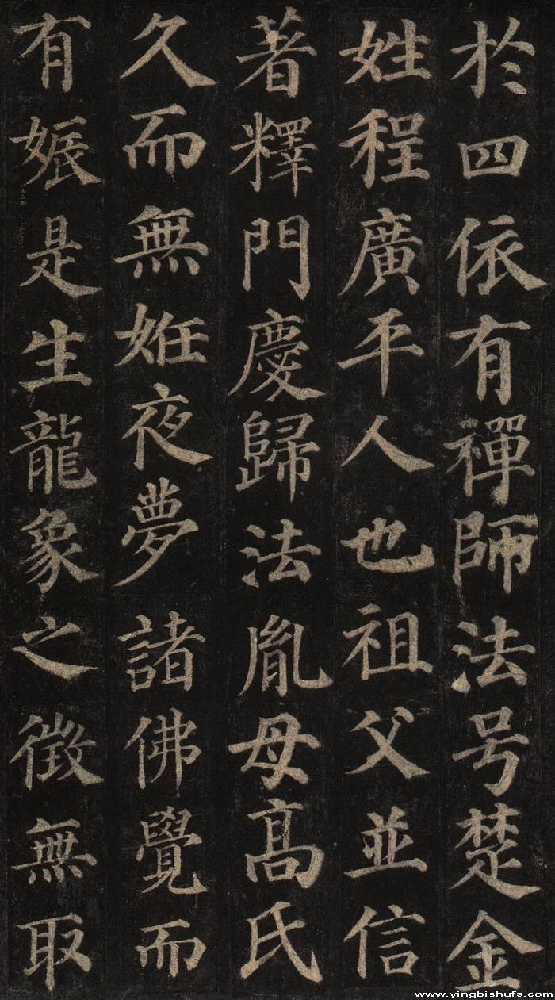 於四依有禪師法号楚金
姓程廣平人也祖父並信
著釋門慶歸法胤母高氏
久而無姙夜夢諸佛覺而
有娠是生龍象之徵無取
www.yingbishufa.com